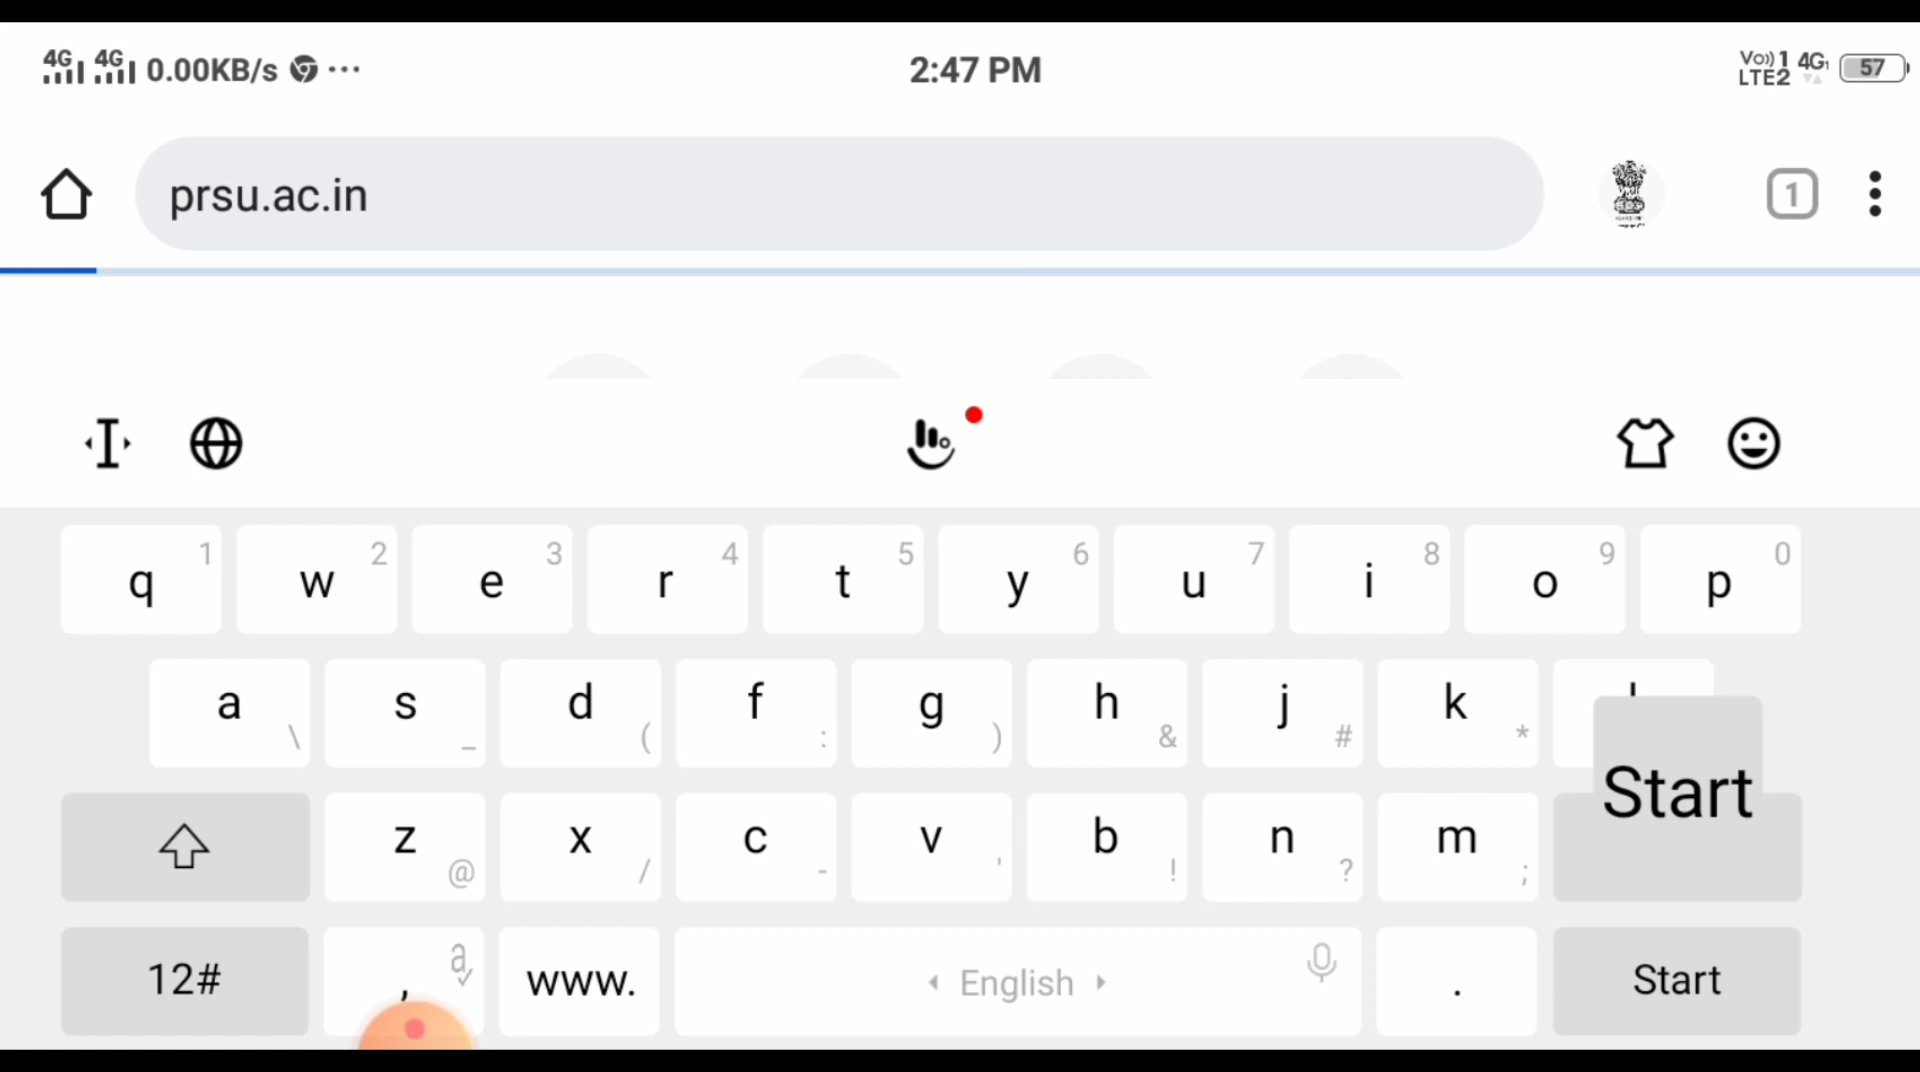 4G 4G 0.00KB/s ...
2:47 PM
Vo)) 1 4G1
LTE2 57
prsu.ac.in
1
q 1 w 2 e 3 r 4 t 5 y 6 u 7 i 8 o 9 p 0
a \ s _ d ( f : g ) h & j # k *
Start
z @ x / c - v ' b ! n ? m ;
12# , a www. English . Start